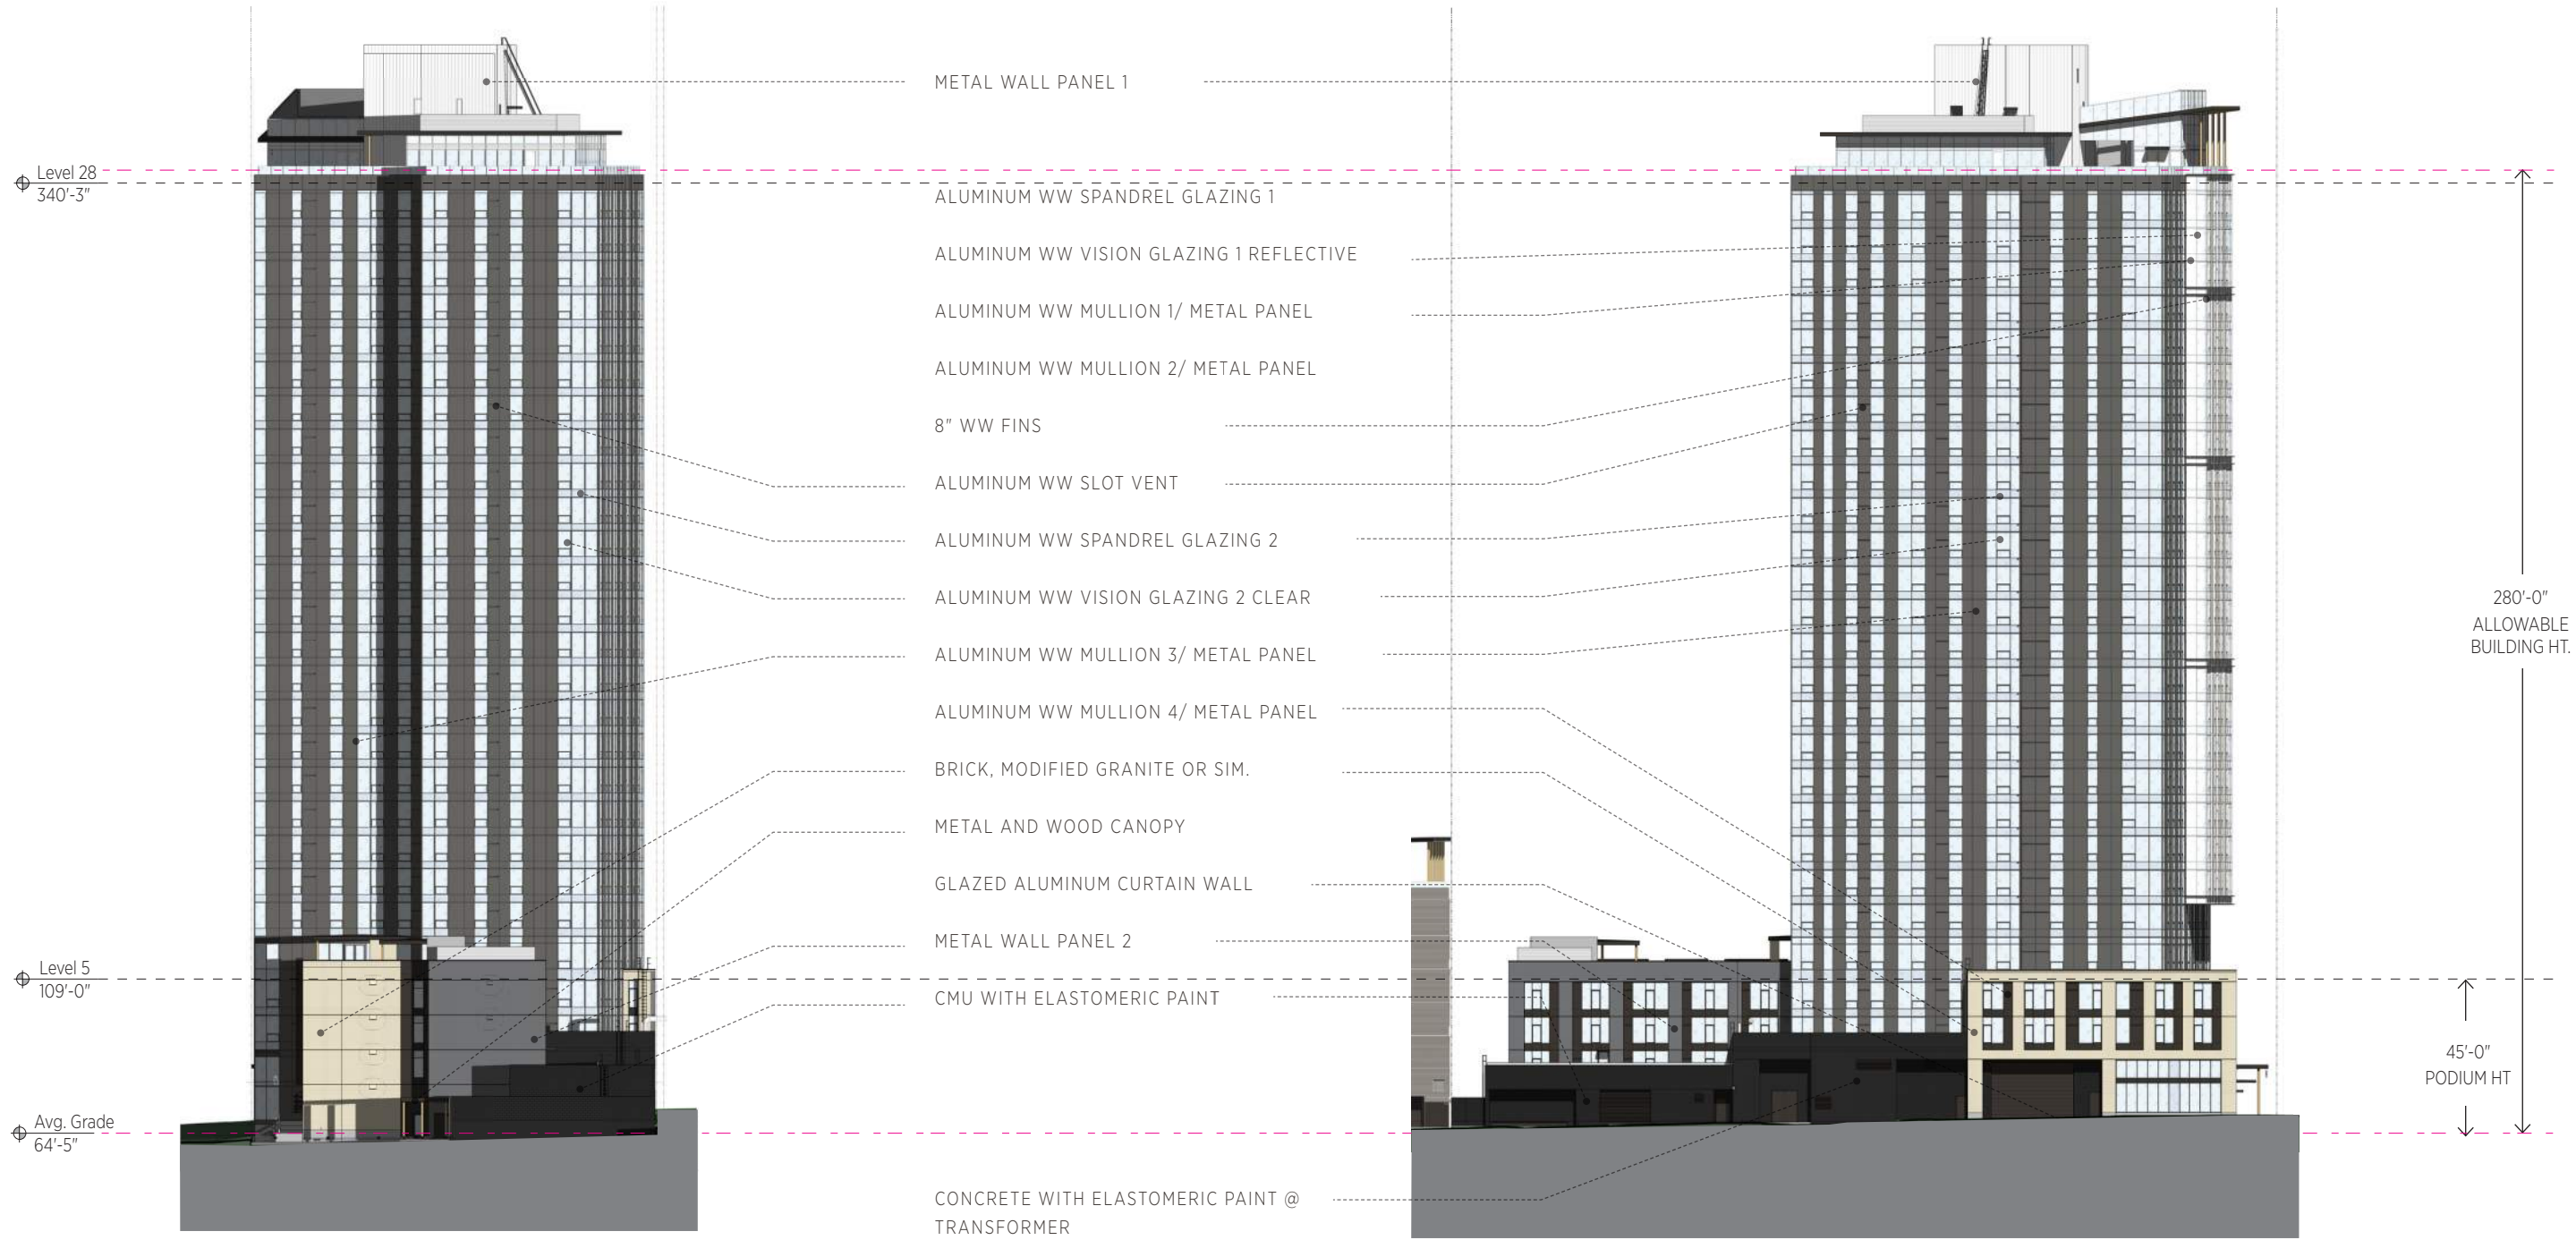 METAL WALL PANEL 1
Level 28
340'-3"
ALUMINUM WW SPANDREL GLAZING 1
ALUMINUM WW VISION GLAZING 1 REFLECTIVE
ALUMINUM WW MULLION 1/ METAL PANEL
ALUMINUM WW MULLION 2/ METAL PANEL
8" WW FINS
ALUMINUM WW SLOT VENT
ALUMINUM WW SPANDREL GLAZING 2
ALUMINUM WW VISION GLAZING 2 CLEAR
280'-0"
ALLOWABLE
BUILDING HT.
ALUMINUM WW MULLION 3/ METAL PANEL
ALUMINUM WW MULLION 4/ METAL PANEL
BRICK, MODIFIED GRANITE OR SIM.
METAL AND WOOD CANOPY
GLAZED ALUMINUM CURTAIN WALL
METAL WALL PANEL 2
Level 5
109'-0"
CMU WITH ELASTOMERIC PAINT
45'-0"
PODIUM HT
Avg. Grade
64'-5"
CONCRETE WITH ELASTOMERIC PAINT @
TRANSFORMER